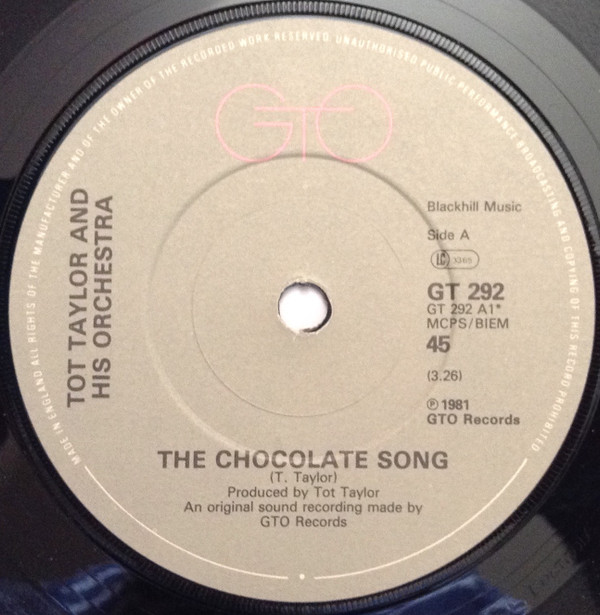 MADE IN ENGLAND ALL RIGHTS OF THE MANUFACTURER AND OF THE OWNER OF THE RECORDED WORK RESERVED UNAUTHORISED PUBLIC PERFORMANCE BROADCASTING AND COPYING OF THIS RECORD PROHIBITED
GTO
TOT TAYLOR AND
HIS ORCHESTRA
Blackhill Music
Side A
LC
GT 292
GT 292 A1*
MCPS/BIEM
45
(3.26)
℗ 1981
GTO Records
THE CHOCOLATE SONG
(T. Taylor)
Produced by Tot Taylor
An original sound recording made by
GTO Records